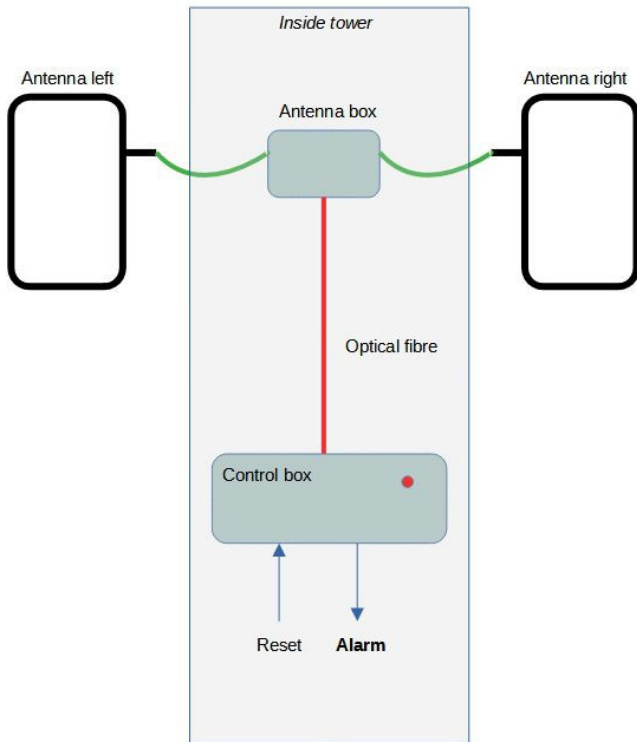 Inside tower
Antenna left
Antenna right
Antenna box
Optical fibre
Control box
Reset
Alarm